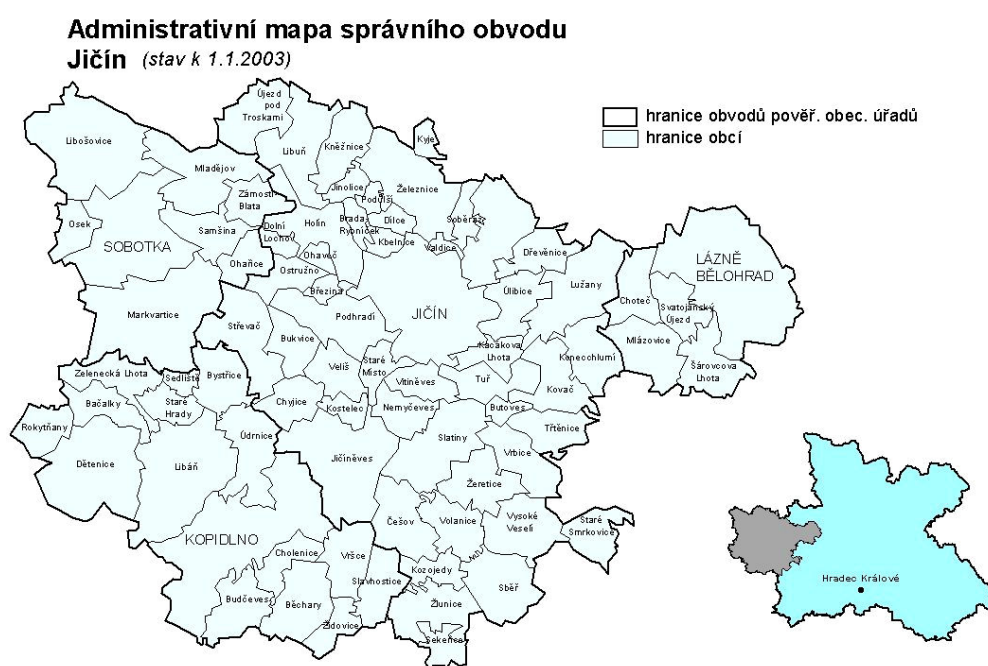 Administrativní mapa správního obvodu
Jičín (stav k 1.1.2003)
hranice obvodů pověř. obec. úřadů
hranice obcí
Újezd
pod
Troskami
Libošovice
Libuň
Kněžnice
Kyje
Mladějov
Jinolice
Podůlší
Železnice
Zámostí-
Blata
Osek
SOBOTKA
Samšina
Dolní
Lochov
Holín
Brada-
Rybníček
Dílce
Kbelnice
Valdice
Soběraz
Ohaveč
Ohařice
Ostružno
Dřevěnice
LÁZNĚ
BĚLOHRAD
Březina
Úlibice
Lužany
Choteč
Svatojanský
Újezd
Markvartice
Podhradí
JIČÍN
Střevač
Bukvice
Mlázovice
Kacákova
Lhota
Konecchlumí
Šárovcova
Lhota
Zelenecká Lhota
Sedliště
Bystřice
Veliš
Staré
Místo
Vitiněves
Tuř
Kovač
Bačalky
Staré
Hrady
Chyjice
Kostelec
Nemyčeves
Butoves
Třtěnice
Rokytňany
Údrnice
Slatiny
Dětenice
Libáň
Jičíněves
Vrbice
Žeretice
Češov
Volanice
Vysoké
Veselí
Staré
Smrkovice
KOPIDLNO
Cholenice
Vršce
Slavhostice
Kozojedy
Sběř
Budčeves
Běchary
Žlunice
Židovice
Sekeřice
Hradec Králové